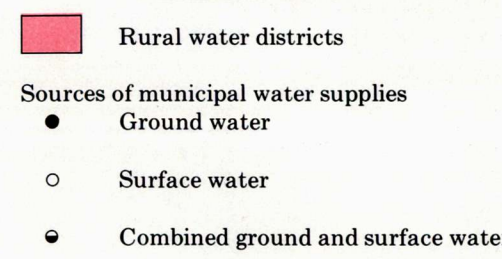 Rural water districts
Sources of municipal water supplies
Ground water
Surface water
Combined ground and surface wate